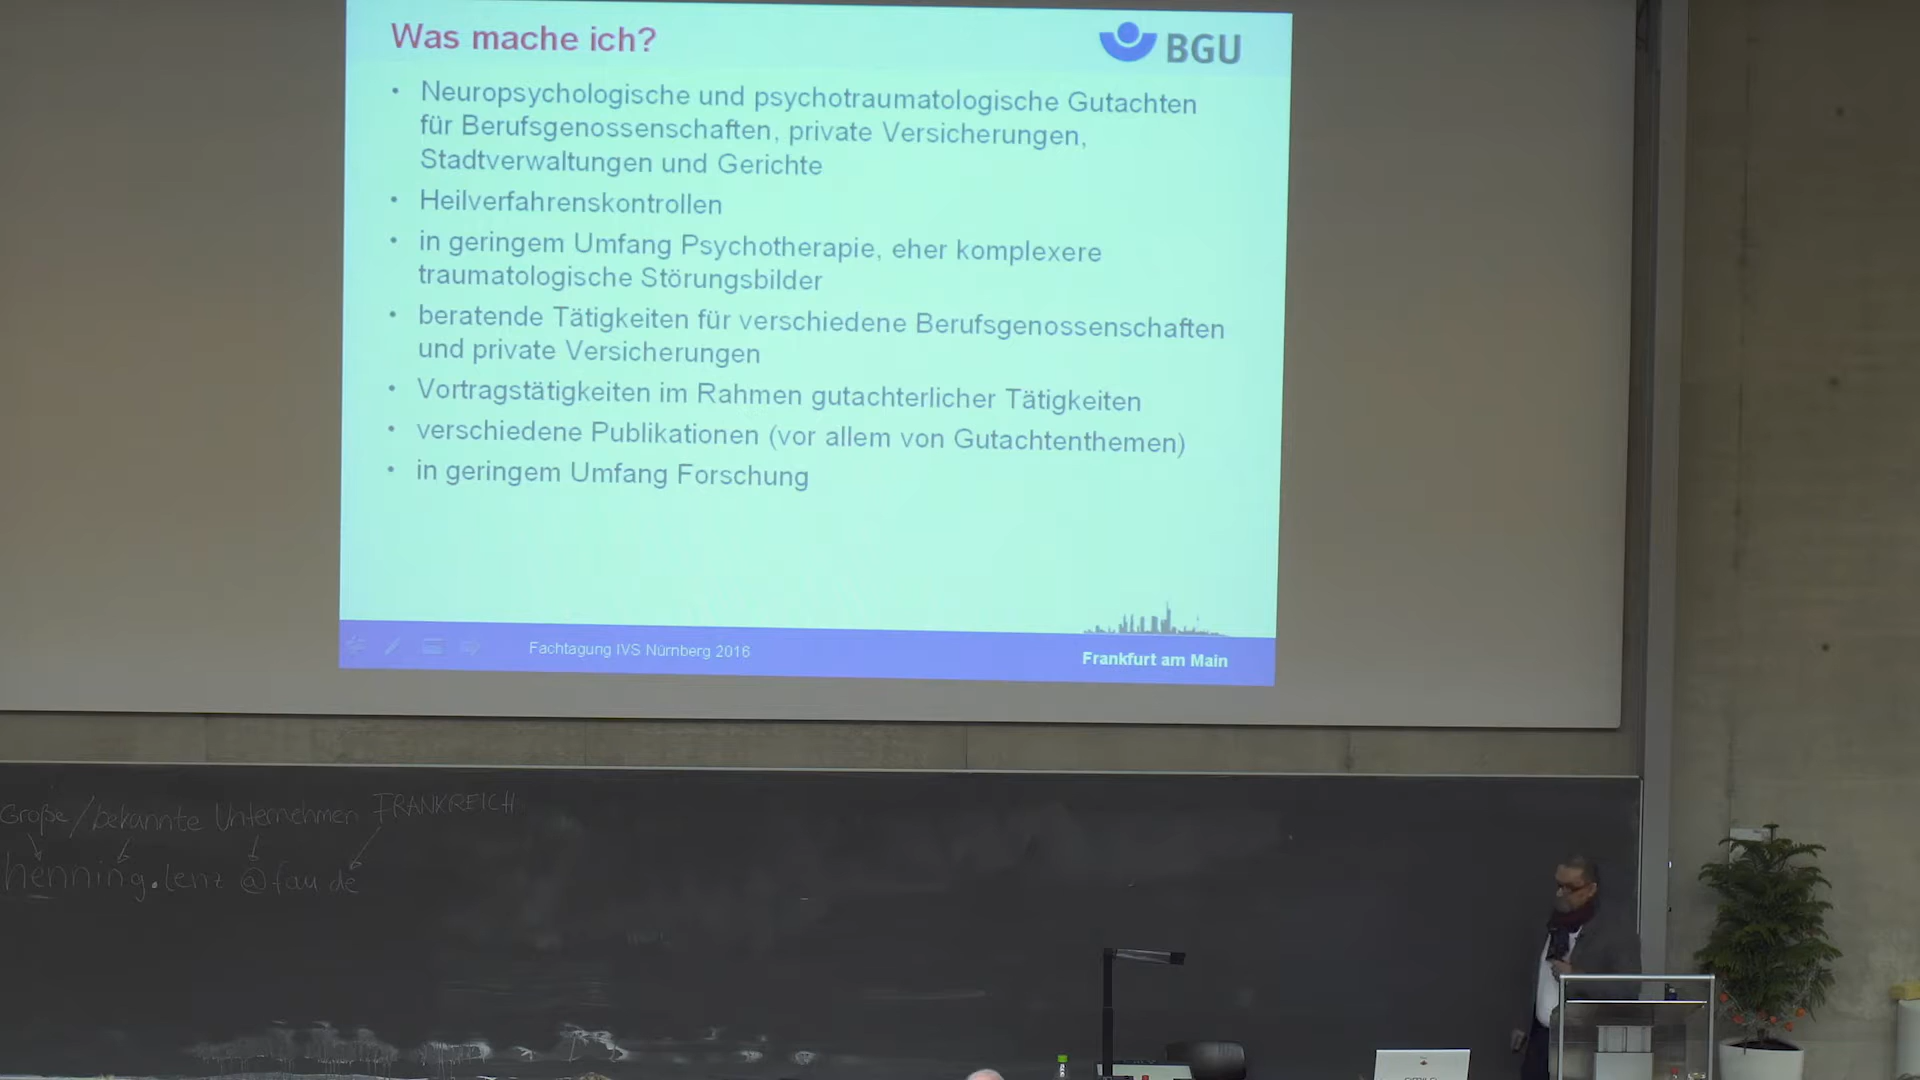 Was mache ich?
BGU
• Neuropsychologische und psychotraumatologische Gutachten
für Berufsgenossenschaften, private Versicherungen,
Stadtverwaltungen und Gerichte
• Heilverfahrenskontrollen
• in geringem Umfang Psychotherapie, eher komplexere
traumatologische Störungsbilder
• beratende Tätigkeiten für verschiedene Berufsgenossenschaften
und private Versicherungen
• Vortragstätigkeiten im Rahmen gutachterlicher Tätigkeiten
• verschiedene Publikationen (vor allem von Gutachtenthemen)
• in geringem Umfang Forschung
Fachtagung IVS Nürnberg 2016
Frankfurt am Main
Große/bekannte Unternehmen FRANKREICH
henning.lenz @fau de